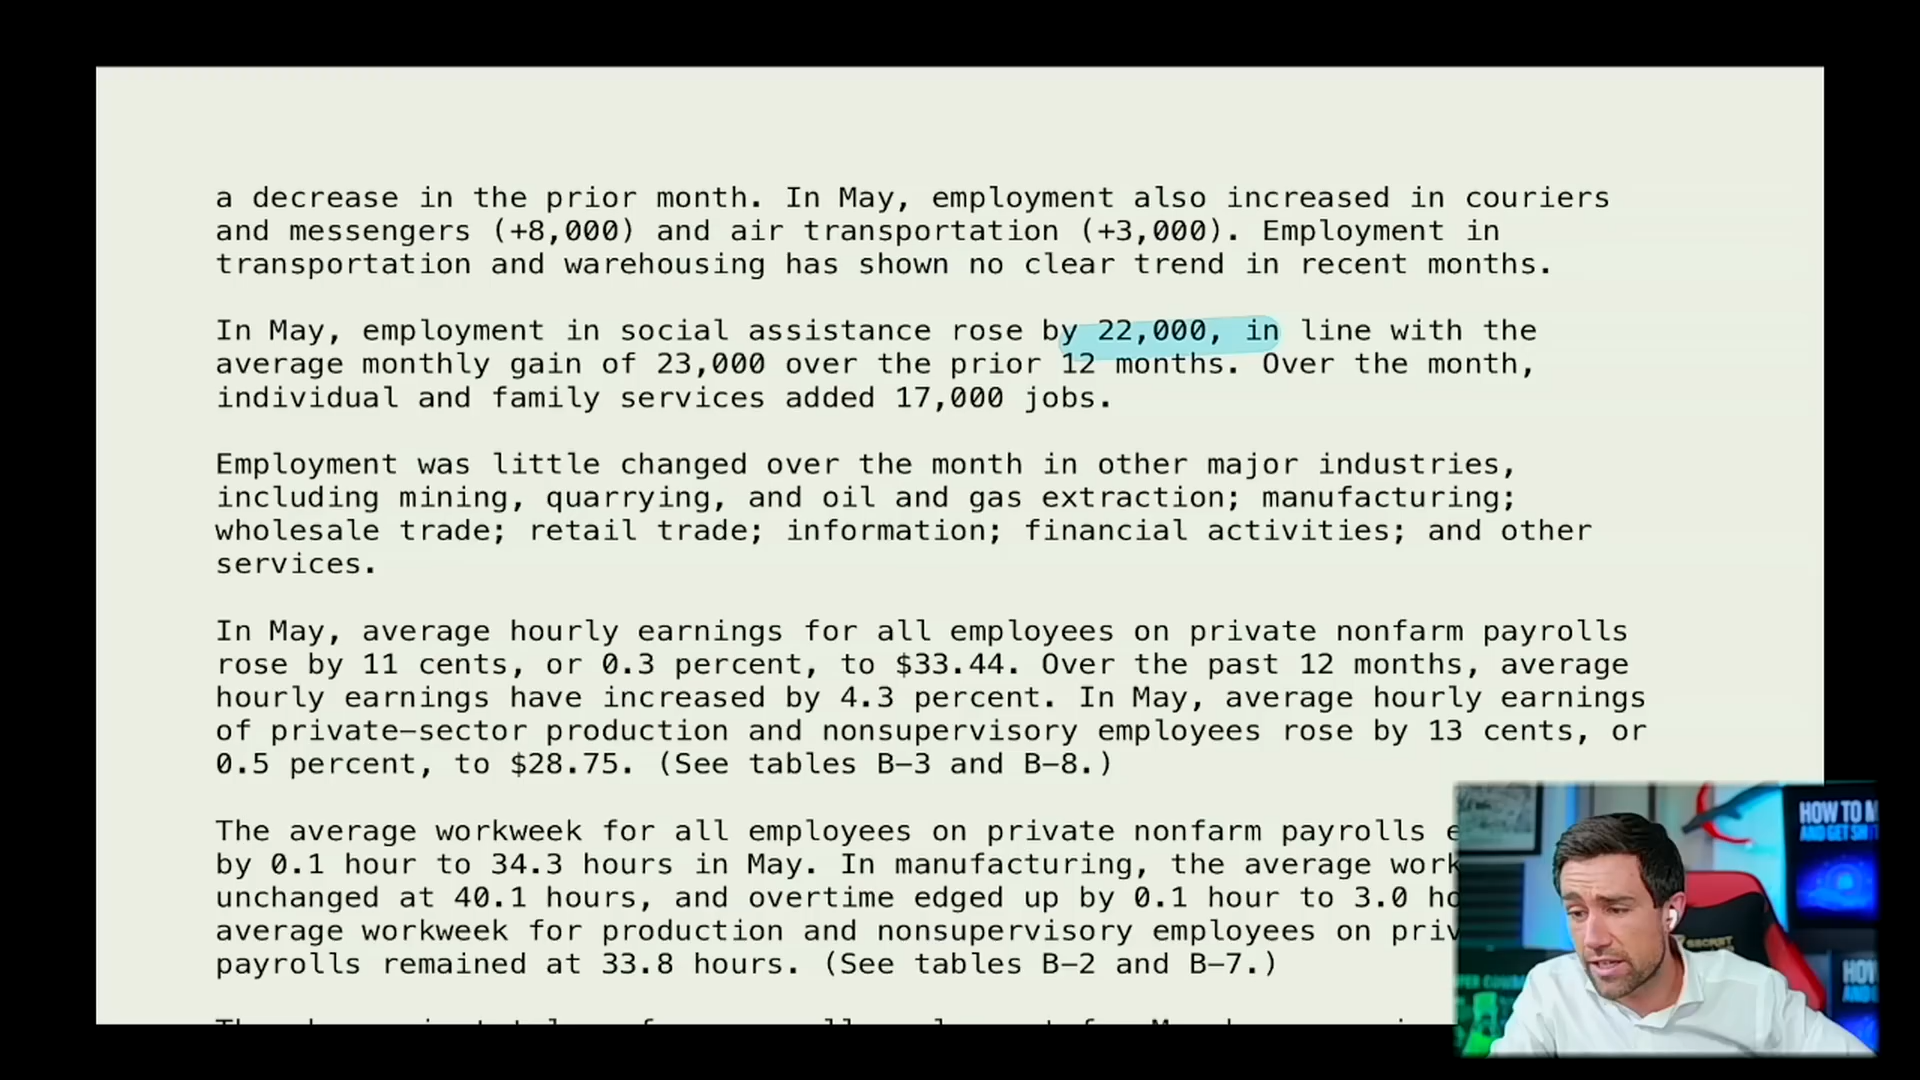 a decrease in the prior month. In May, employment also increased in couriers
and messengers (+8,000) and air transportation (+3,000). Employment in
transportation and warehousing has shown no clear trend in recent months.
In May, employment in social assistance rose by 22,000, in line with the
average monthly gain of 23,000 over the prior 12 months. Over the month,
individual and family services added 17,000 jobs.
Employment was little changed over the month in other major industries,
including mining, quarrying, and oil and gas extraction; manufacturing;
wholesale trade; retail trade; information; financial activities; and other
services.
In May, average hourly earnings for all employees on private nonfarm payrolls
rose by 11 cents, or 0.3 percent, to $33.44. Over the past 12 months, average
hourly earnings have increased by 4.3 percent. In May, average hourly earnings
of private-sector production and nonsupervisory employees rose by 13 cents, or
0.5 percent, to $28.75. (See tables B-3 and B-8.)
The average workweek for all employees on private nonfarm payrolls e
by 0.1 hour to 34.3 hours in May. In manufacturing, the average work
unchanged at 40.1 hours, and overtime edged up by 0.1 hour to 3.0 ho
average workweek for production and nonsupervisory employees on priv
payrolls remained at 33.8 hours. (See tables B-2 and B-7.)
HOW TO M
AND GET
SECRET
HOW
AND